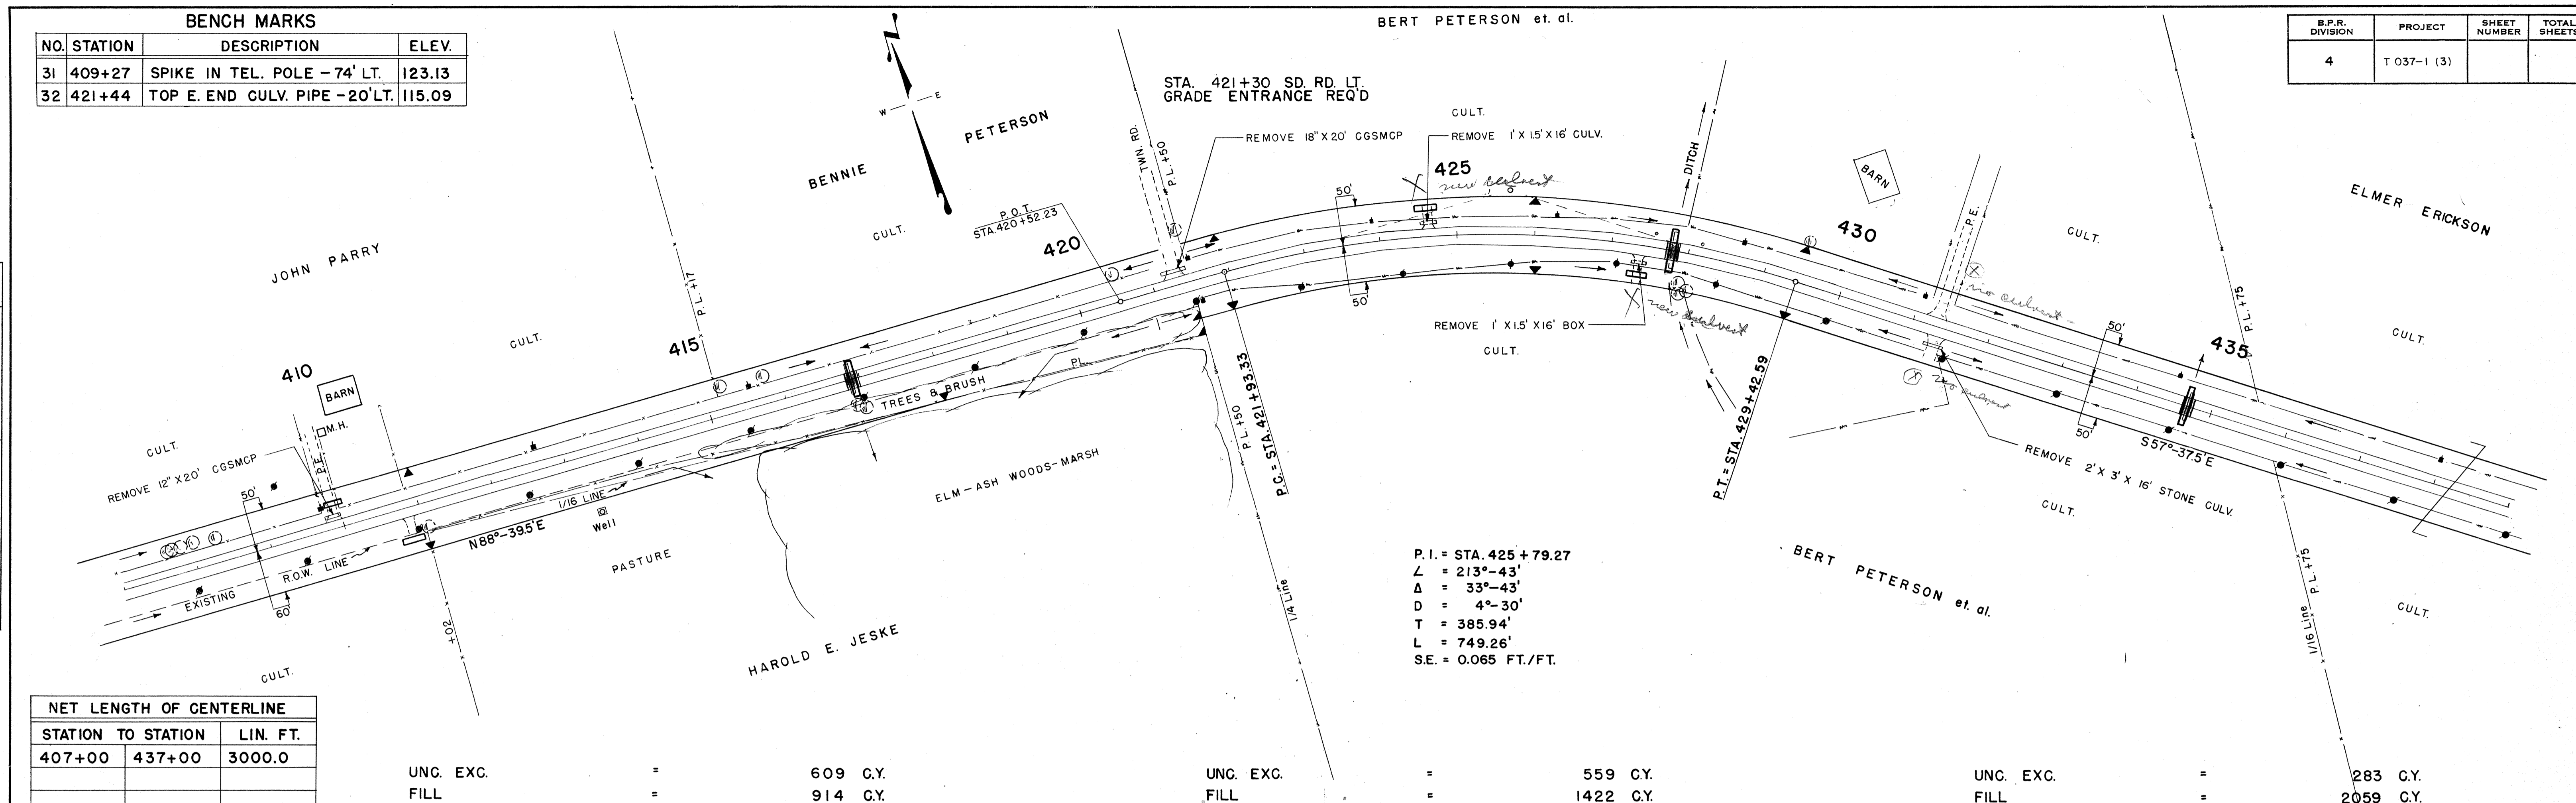 BENCH MARKS
NO. STATION DESCRIPTION ELEV.
31 409+27 SPIKE IN TEL. POLE - 74' LT. 123.13
32 421+44 TOP E. END CULV. PIPE - 20' LT. 115.09
BERT PETERSON et. al.
B.P.R. DIVISION PROJECT SHEET NUMBER TOTAL SHEETS
4 T 037-1 (3)
N
W E
STA. 421+30 SD. RD. LT.
GRADE ENTRANCE REQ'D
REMOVE 18" X 20' CGSMCP
CULT.
REMOVE 1' X 1.5' X 16' CULV.
BENNIE PETERSON
TWN. RD.
P.L.+50
425
new culvert
DITCH
BARN
430
P.E.
CULT.
ELMER ERICKSON
JOHN PARRY
P.L.+17
CULT.
P.O.T.
STA. 420+52.23
420
50'
50'
no culvert
P.L.+75
CULT.
410
BARN
CULT.
415
REMOVE 1' X 1.5' X 16' BOX
new culvert
CULT.
50'
435
50'
S 57°-37.5' E
CULT.
M.H.
P.E.
REMOVE 12" X 20' CGSMCP
50'
TREES & BRUSH
P.L.
P.L.+50
P.C. = STA. 421+93.33
P.T. = STA. 429+42.59
no culvert
REMOVE 2' X 3' X 16' STONE CULV.
CULT.
EXISTING R.O.W. LINE
60'
N 88°-39.5' E
1/16 LINE
Well
PASTURE
ELM-ASH WOODS-MARSH
+02
CULT.
HAROLD E. JESKE
1/4 Line
P.I. = STA. 425+79.27
∠ = 213°-43'
Δ = 33°-43'
D = 4°-30'
T = 385.94'
L = 749.26'
S.E. = 0.065 FT./FT.
BERT PETERSON et. al.
1/16 Line P.L.+75
CULT.
NET LENGTH OF CENTERLINE
STATION TO STATION LIN. FT.
407+00 437+00 3000.0
UNC. EXC. = 609 C.Y.
FILL = 914 C.Y.
UNC. EXC. = 559 C.Y.
FILL = 1422 C.Y.
UNC. EXC. = 283 C.Y.
FILL = 2059 C.Y.